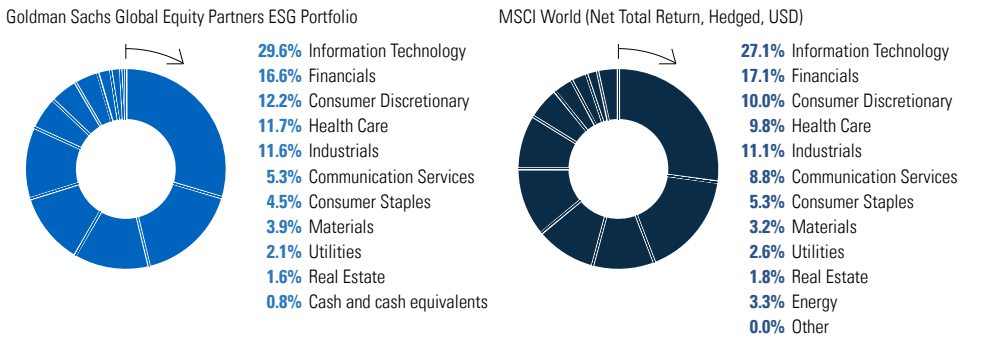 Goldman Sachs Global Equity Partners ESG Portfolio
29.6% Information Technology
16.6% Financials
12.2% Consumer Discretionary
11.7% Health Care
11.6% Industrials
5.3% Communication Services
4.5% Consumer Staples
3.9% Materials
2.1% Utilities
1.6% Real Estate
0.8% Cash and cash equivalents
MSCI World (Net Total Return, Hedged, USD)
27.1% Information Technology
17.1% Financials
10.0% Consumer Discretionary
9.8% Health Care
11.1% Industrials
8.8% Communication Services
5.3% Consumer Staples
3.2% Materials
2.6% Utilities
1.8% Real Estate
3.3% Energy
0.0% Other